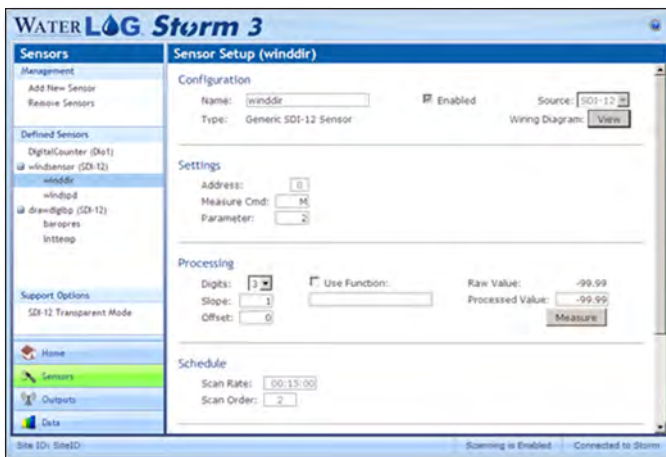 WATERLOG Storm 3
Sensors
Management
Add New Sensor
Remove Sensors
Defined Sensors
DigitalCounter (Dio1)
windsensor (SDI-12)
winddir
windspd
drawdigibp (SDI-12)
baropres
inttemp
Support Options
SDI-12 Transparent Mode
Home
Sensors
Outputs
Data
Sensor Setup (winddir)
Configuration
Name: winddir Enabled Source: SDI-12
Type: Generic SDI-12 Sensor Wiring Diagram: View
Settings
Address: 0
Measure Cmd: M
Parameter: 2
Processing
Digits: 3 Use Function: Raw Value: -99.99
Slope: 1 Processed Value: -99.99
Offset: 0 Measure
Schedule
Scan Rate: 00:15:00
Scan Order: 2
Site ID: SiteID Scanning is Enabled Connected to Storm